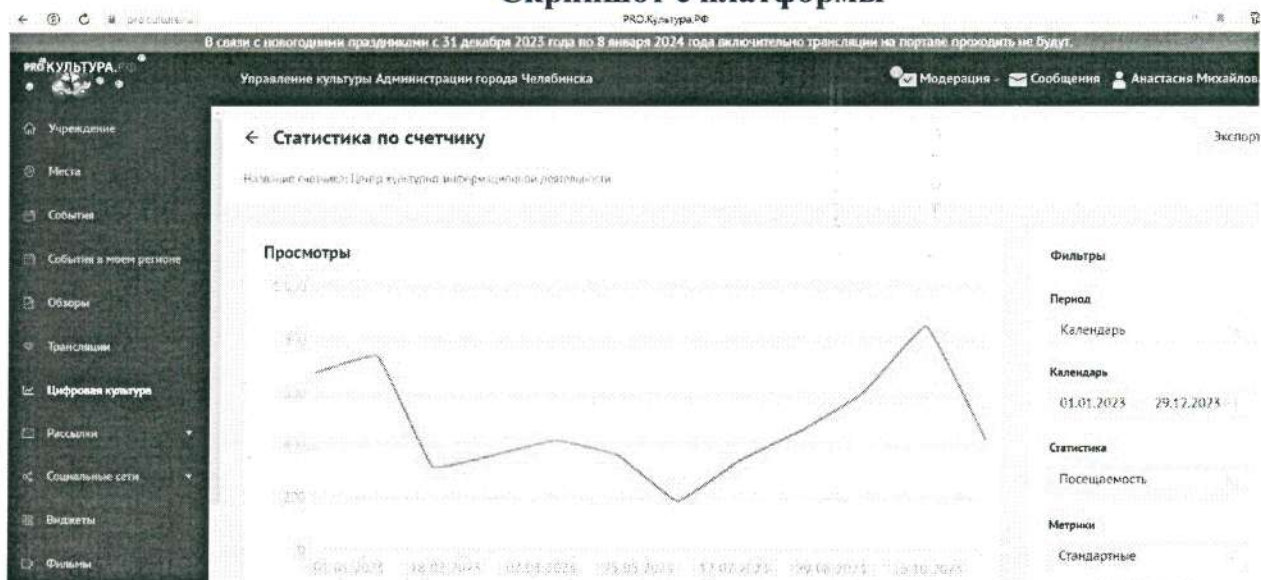 Скриншот с платформы
PRO.Культура.РФ
В связи с новогодними праздниками с 31 декабря 2023 года по 8 января 2024 года включительно трансляции на портале проходить не будут.
PRO КУЛЬТУРА.РФ
Управление культуры Администрации города Челябинска
Модерация
Сообщения
Анастасия Михайлов
Учреждение
Места
События
События в моем регионе
Обзоры
Трансляции
Цифровая культура
Рассылки
Социальные сети
Виджеты
Фильмы
← Статистика по счетчику
Экспорт
Название счетчика: Центр культурно-информационной деятельности
Просмотры
0
Фильтры
Период
Календарь
Календарь
01.01.2023 29.12.2023
Статистика
Посещаемость
Метрики
Стандартные